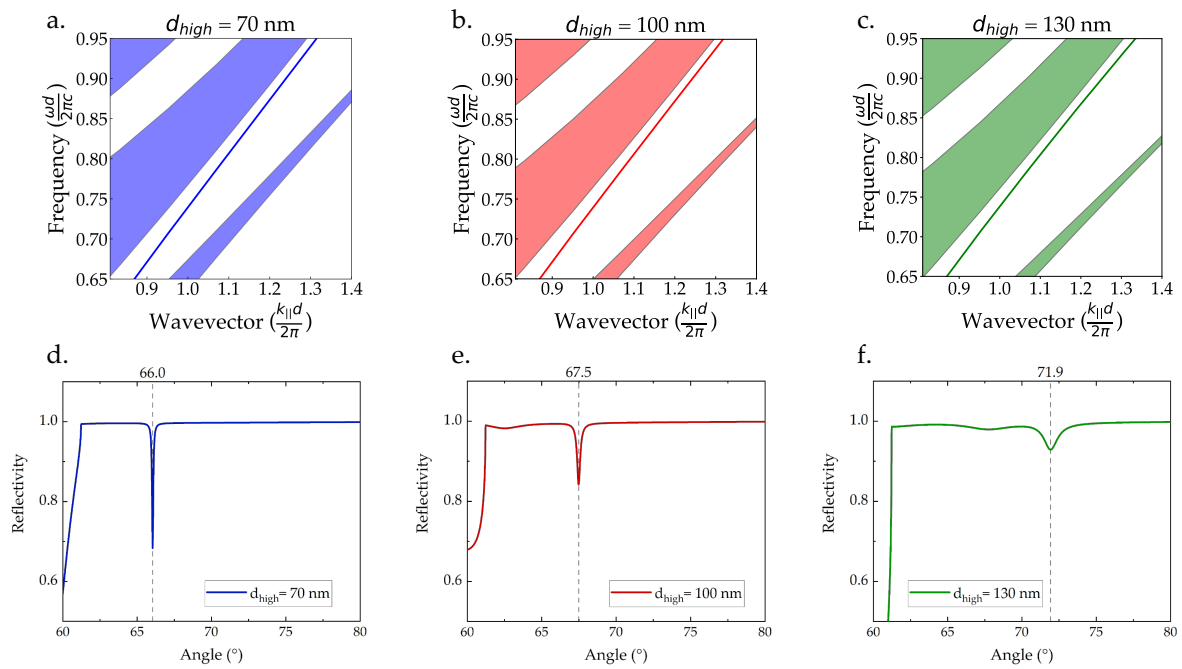 a.
d_high = 70 nm
0.95
0.90
0.85
0.80
0.75
0.70
0.65
Frequency (ωd/2πc)
0.9 1.0 1.1 1.2 1.3 1.4
Wavevector (k_||d/2π)
b.
d_high = 100 nm
0.95
0.90
0.85
0.80
0.75
0.70
0.65
Frequency (ωd/2πc)
0.9 1.0 1.1 1.2 1.3 1.4
Wavevector (k_||d/2π)
c.
d_high = 130 nm
0.95
0.90
0.85
0.80
0.75
0.70
0.65
Frequency (ωd/2πc)
0.9 1.0 1.1 1.2 1.3 1.4
Wavevector (k_||d/2π)
d.
66.0
1.0
0.8
0.6
Reflectivity
d_high= 70 nm
60 65 70 75 80
Angle (°)
e.
67.5
1.0
0.8
0.6
Reflectivity
d_high= 100 nm
60 65 70 75 80
Angle (°)
f.
71.9
1.0
0.8
0.6
Reflectivity
d_high= 130 nm
60 65 70 75 80
Angle (°)